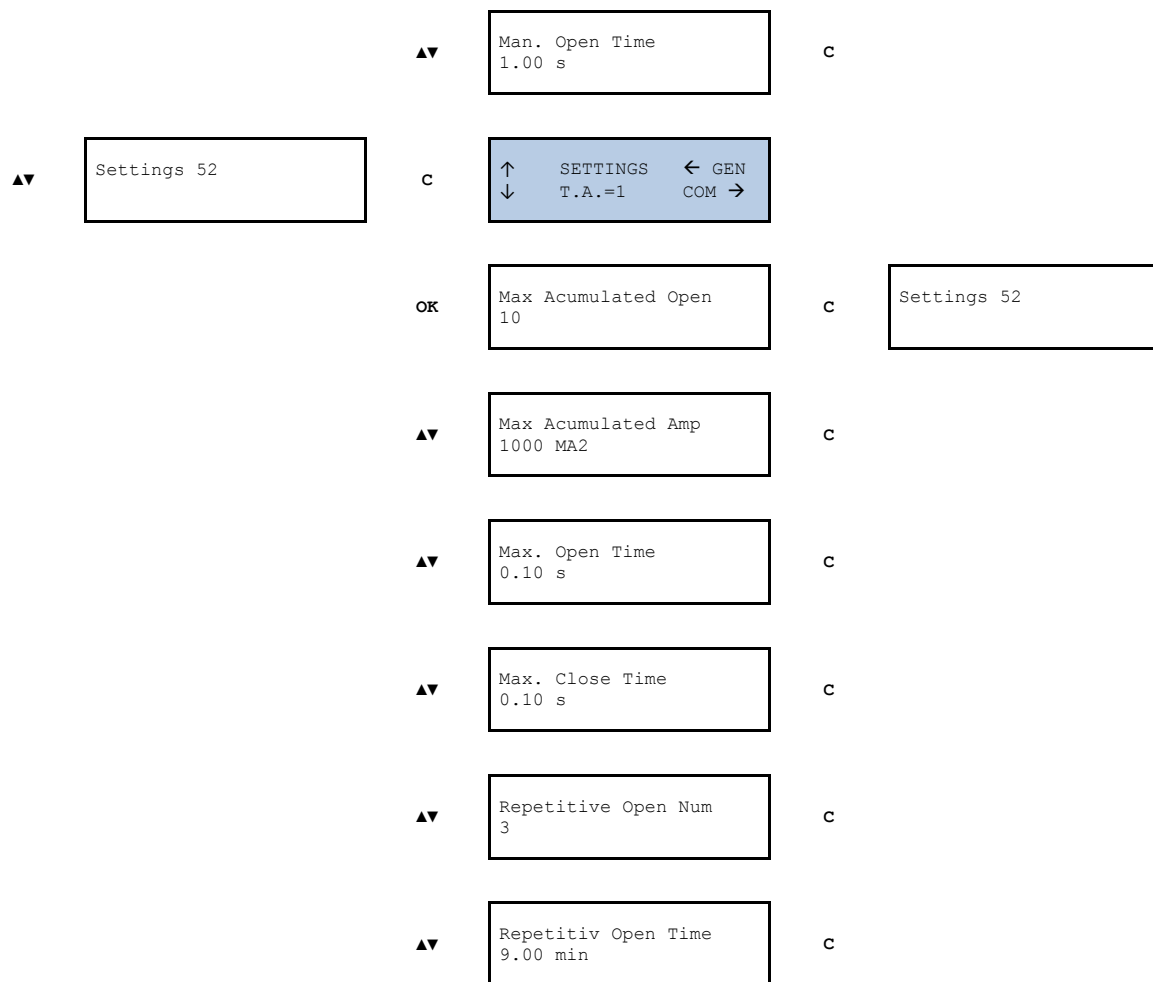 ▲▼ Man. Open Time C
1.00 s
▲▼ Settings 52 C ↑ SETTINGS ← GEN
↓ T.A.=1 COM →
OK Max Acumulated Open C Settings 52
10
▲▼ Max Acumulated Amp C
1000 MA2
▲▼ Max. Open Time C
0.10 s
▲▼ Max. Close Time C
0.10 s
▲▼ Repetitive Open Num C
3
▲▼ Repetitiv Open Time C
9.00 min